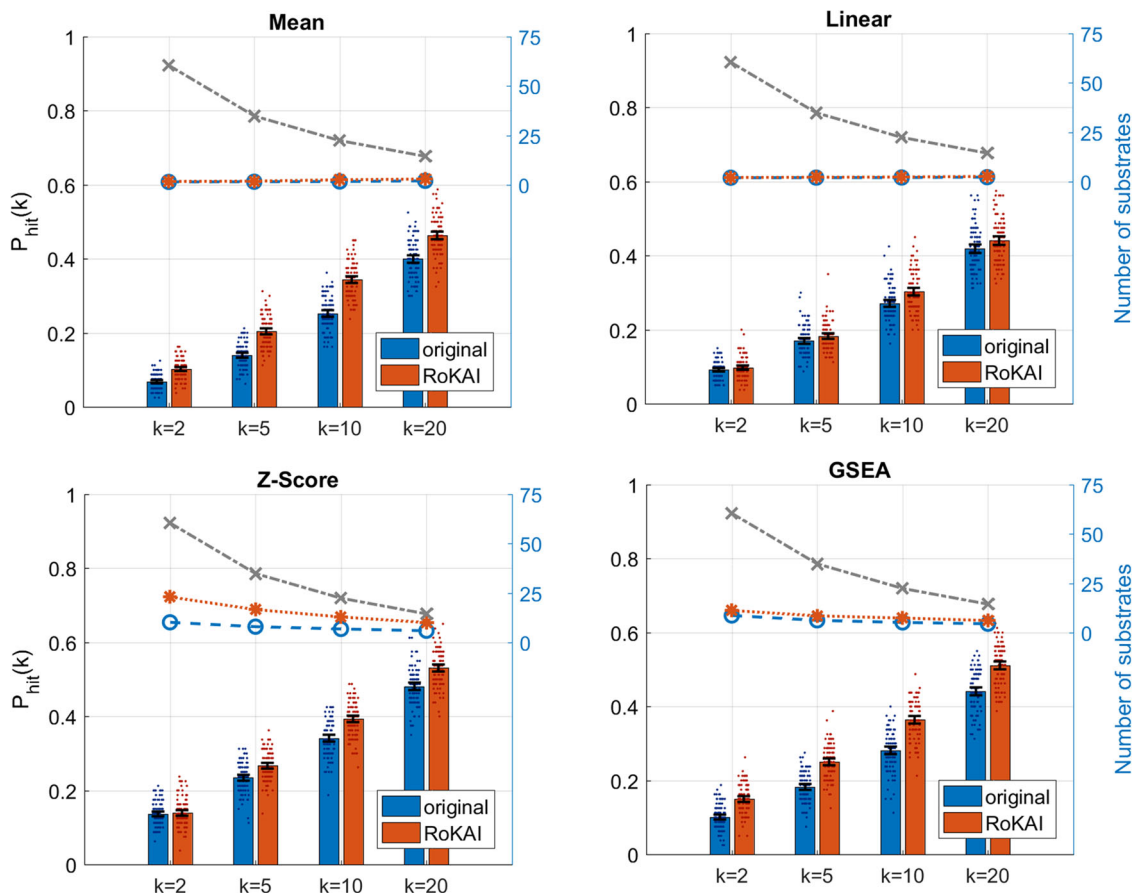 Mean
1
0.8
0.6
0.4
0.2
0
P_hit(k)
75
50
25
0
original
RoKAI
k=2 k=5 k=10 k=20
Linear
1
0.8
0.6
0.4
0.2
0
75
50
25
0
Number of substrates
original
RoKAI
k=2 k=5 k=10 k=20
Z-Score
1
0.8
0.6
0.4
0.2
0
P_hit(k)
75
50
25
0
original
RoKAI
k=2 k=5 k=10 k=20
GSEA
1
0.8
0.6
0.4
0.2
0
75
50
25
0
Number of substrates
original
RoKAI
k=2 k=5 k=10 k=20